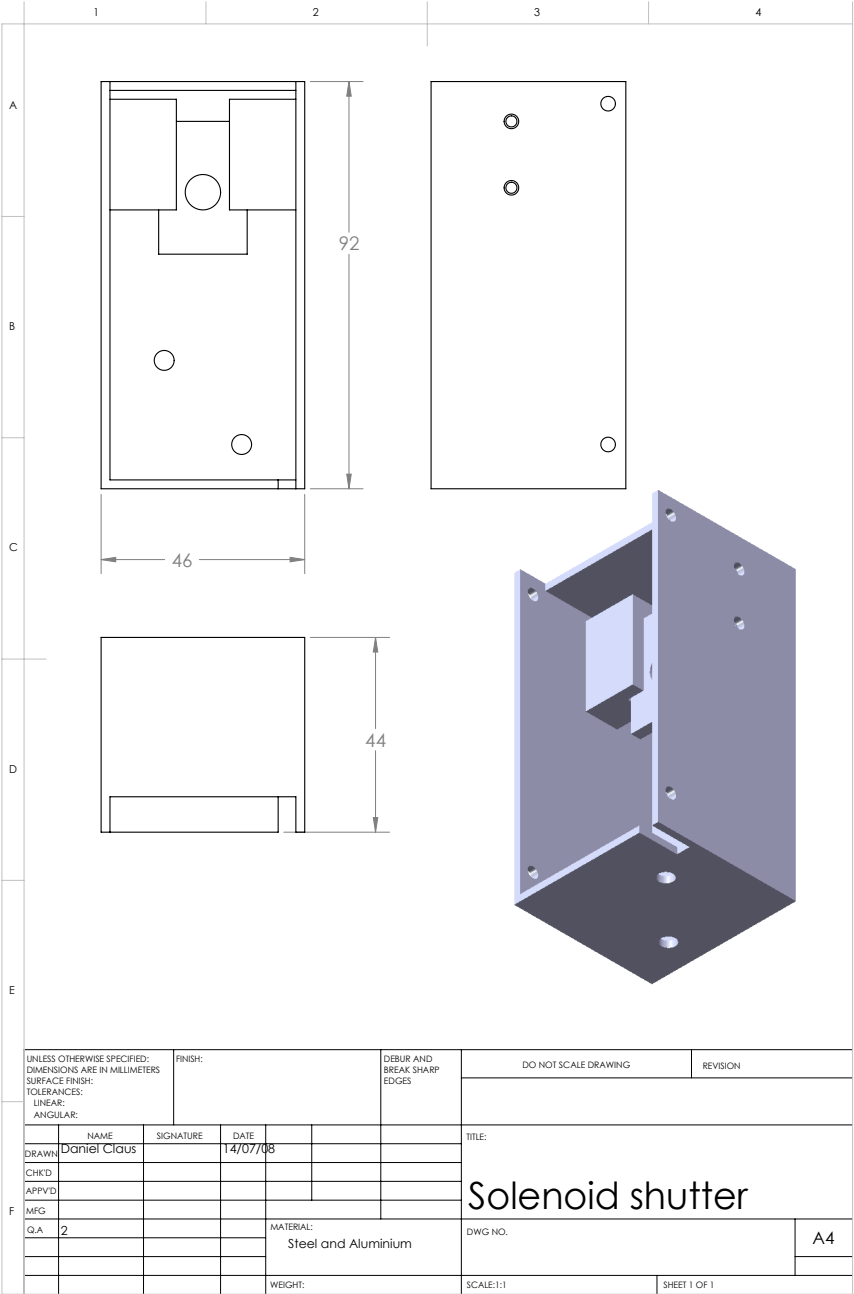 1 2 3 4
A
B
C
D
E
F
92
46
44
UNLESS OTHERWISE SPECIFIED:
DIMENSIONS ARE IN MILLIMETERS
SURFACE FINISH:
TOLERANCES:
LINEAR:
ANGULAR:
FINISH:
DEBUR AND
BREAK SHARP
EDGES
DO NOT SCALE DRAWING
REVISION
NAME SIGNATURE DATE
DRAWN Daniel Claus 14/07/08
CHK'D
APPV'D
MFG
Q.A 2
TITLE:
Solenoid shutter
MATERIAL:
Steel and Aluminium
DWG NO.
A4
WEIGHT:
SCALE:1:1
SHEET 1 OF 1